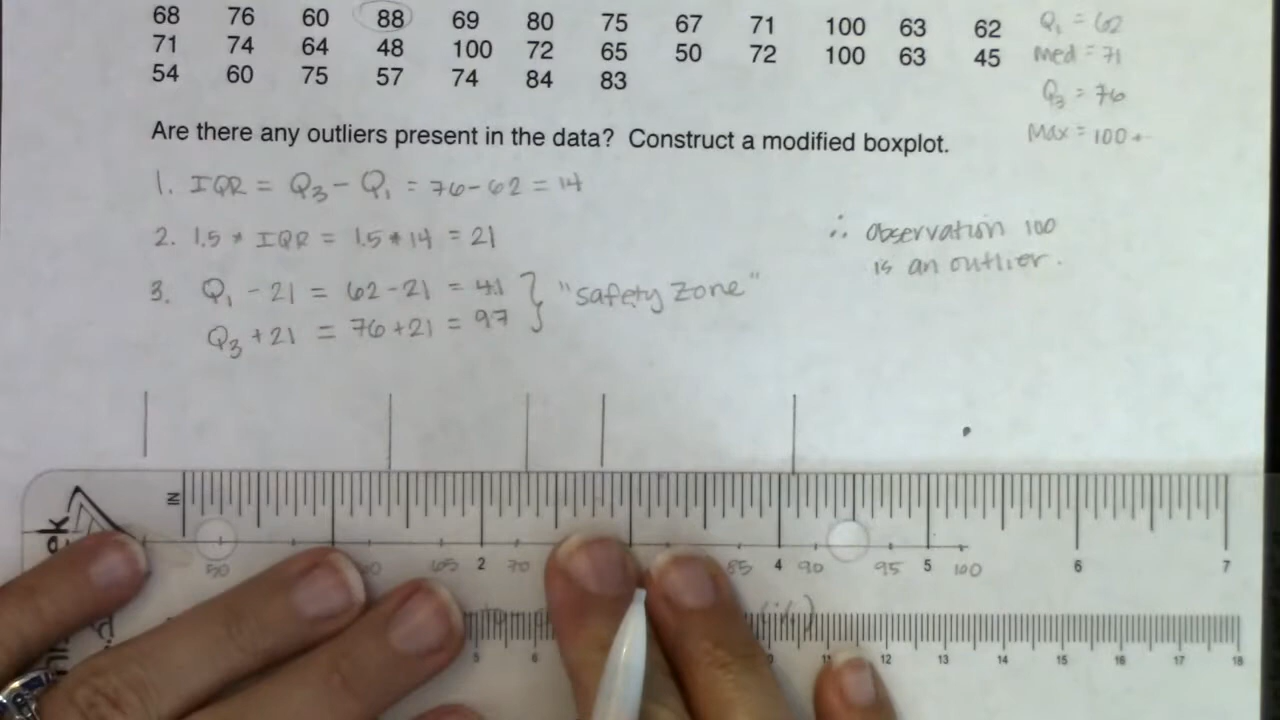 68 76 60 88 69 80 75 67 71 100 63 62
71 74 64 48 100 72 65 50 72 100 63 45
54 60 75 57 74 84 83
Q₁ = 62
Med = 71
Q₃ = 76
Max = 100
Are there any outliers present in the data? Construct a modified boxplot.
1. IQR = Q₃ - Q₁ = 76-62 = 14
2. 1.5 * IQR = 1.5 * 14 = 21
3. Q₁ - 21 = 62-21 = 41 } "safety zone"
Q₃ + 21 = 76+21 = 97
∴ observation 100
is an outlier.
IN
2 4 5 6 7
50 65 70 85 90 95 100
(%)
5 6 11 12 13 14 15 16 17 18